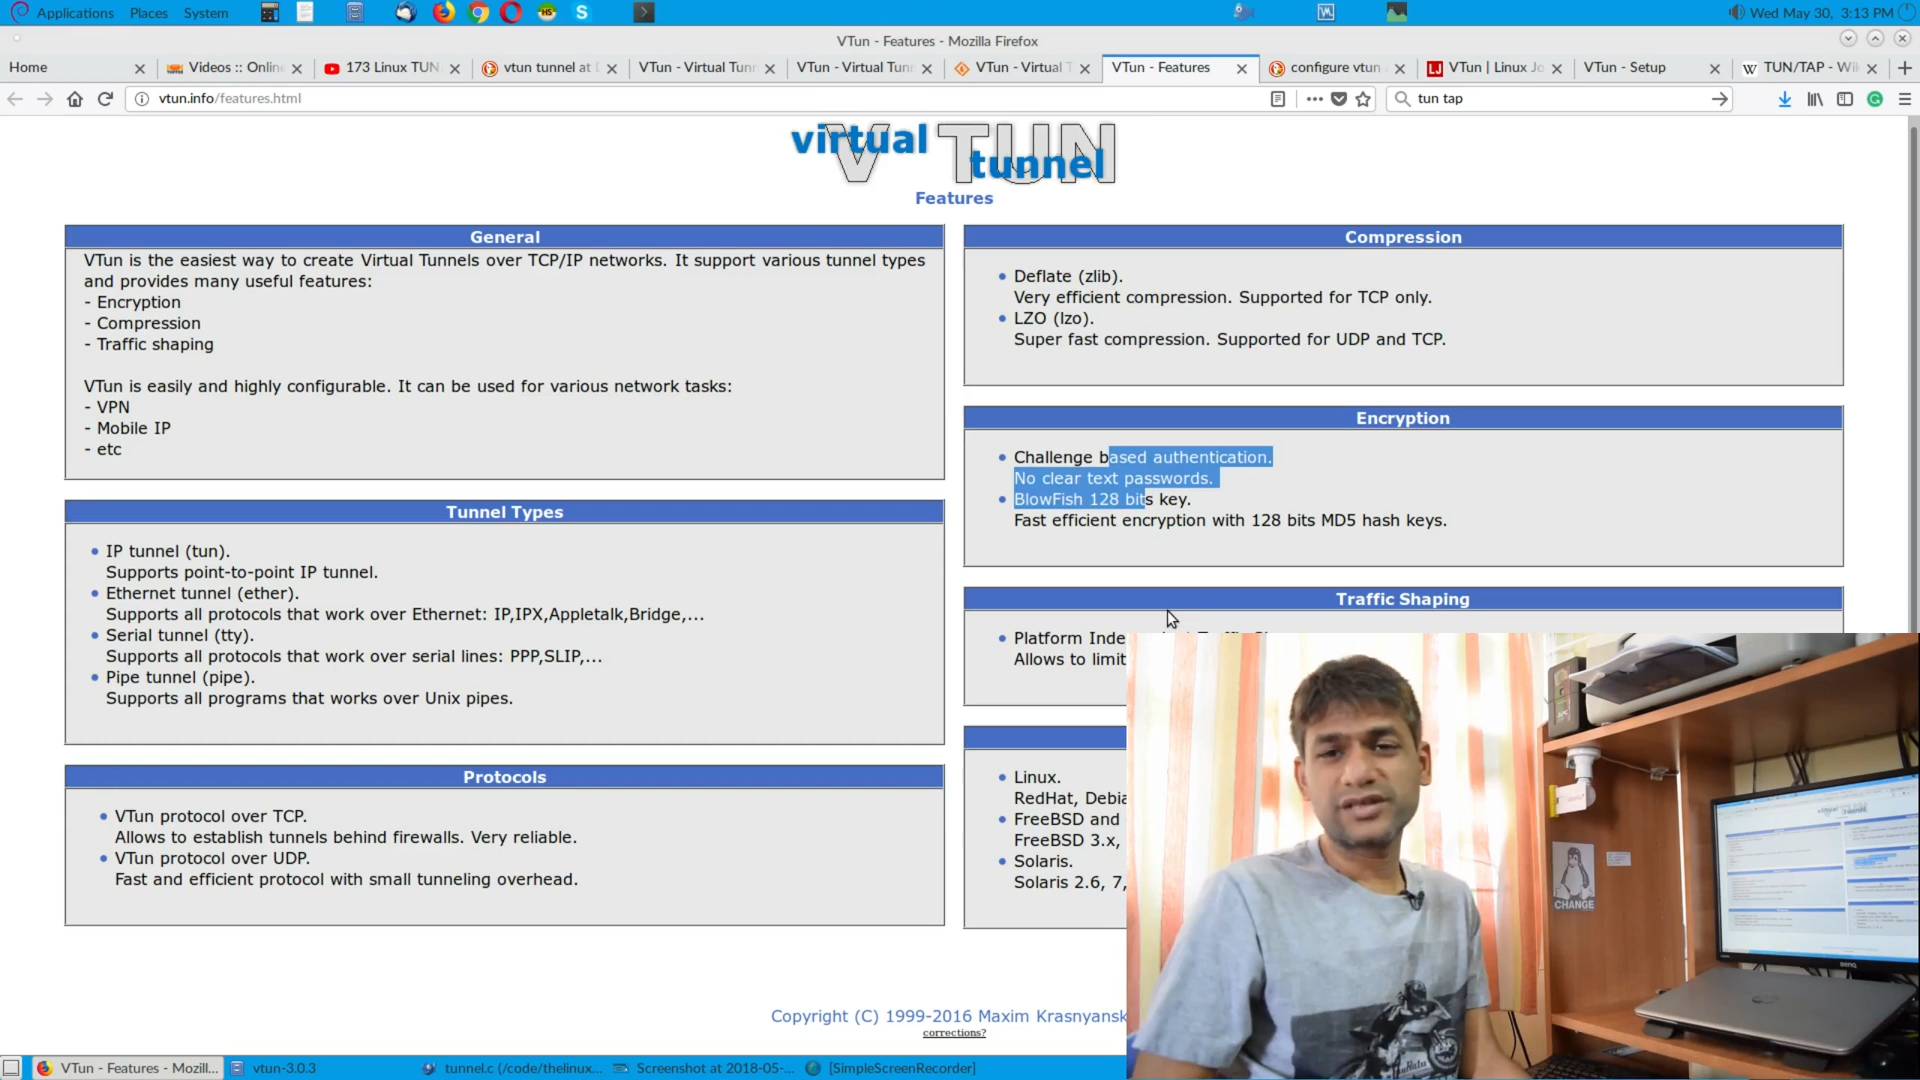 Applications Places System
Wed May 30, 3:13 PM
VTun - Features - Mozilla Firefox
Home
Videos :: Onlin
173 Linux TUN
vtun tunnel at
VTun - Virtual Tun
VTun - Virtual Tun
VTun - Virtual T
VTun - Features
configure vtun
VTun | Linux Jo
VTun - Setup
TUN/TAP - Wi
vtun.info/features.html
tun tap
virtual
V TUN
tunnel
Features
General
VTun is the easiest way to create Virtual Tunnels over TCP/IP networks. It support various tunnel types
and provides many useful features:
- Encryption
- Compression
- Traffic shaping
VTun is easily and highly configurable. It can be used for various network tasks:
- VPN
- Mobile IP
- etc
Tunnel Types
IP tunnel (tun).
Supports point-to-point IP tunnel.
Ethernet tunnel (ether).
Supports all protocols that work over Ethernet: IP,IPX,Appletalk,Bridge,...
Serial tunnel (tty).
Supports all protocols that work over serial lines: PPP,SLIP,...
Pipe tunnel (pipe).
Supports all programs that works over Unix pipes.
Protocols
VTun protocol over TCP.
Allows to establish tunnels behind firewalls. Very reliable.
VTun protocol over UDP.
Fast and efficient protocol with small tunneling overhead.
Compression
Deflate (zlib).
Very efficient compression. Supported for TCP only.
LZO (lzo).
Super fast compression. Supported for UDP and TCP.
Encryption
Challenge based authentication.
No clear text passwords.
BlowFish 128 bits key.
Fast efficient encryption with 128 bits MD5 hash keys.
Traffic Shaping
Platform Inde
Allows to limit
Linux.
RedHat, Debia
FreeBSD and
FreeBSD 3.x,
Solaris.
Solaris 2.6, 7,
Copyright (C) 1999-2016 Maxim Krasnyansk
corrections?
CHANGE
BenQ
VTun - Features - Mozill...
vtun-3.0.3
tunnel.c (/code/thelinux...
Screenshot at 2018-05-...
[SimpleScreenRecorder]